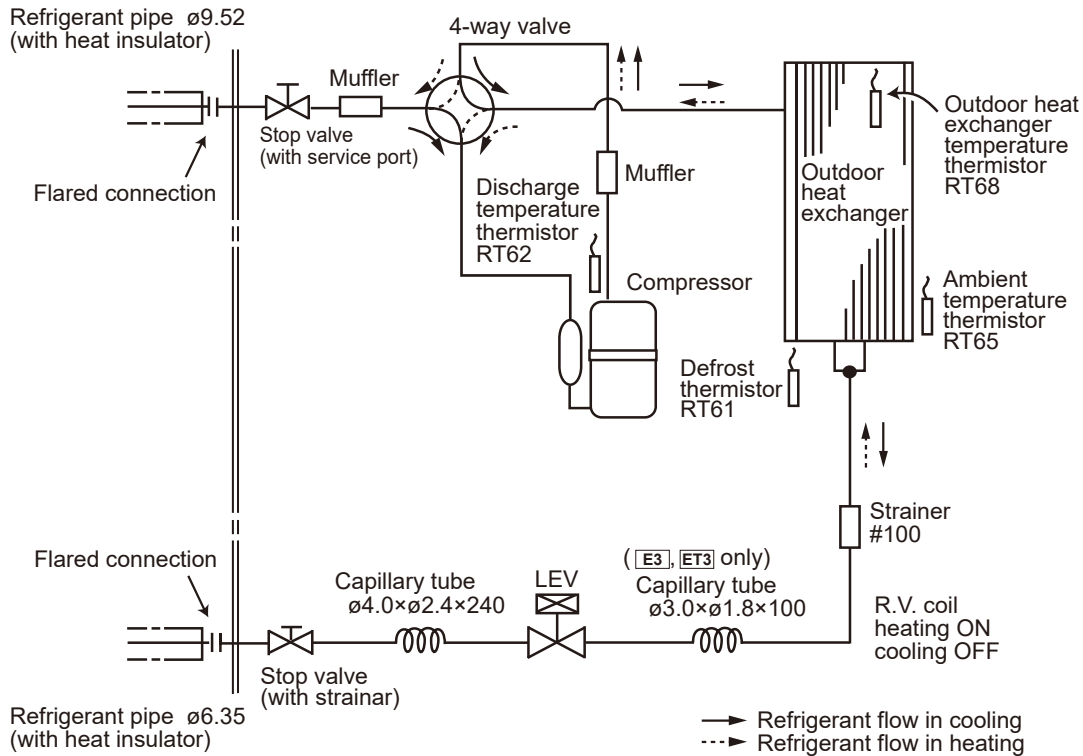 Refrigerant pipe ø9.52
(with heat insulator)
4-way valve
Muffler
Stop valve
(with service port)
Flared connection
Discharge
temperature
thermistor
RT62
Muffler
Compressor
Outdoor
heat
exchanger
Outdoor heat
exchanger
temperature
thermistor
RT68
Ambient
temperature
thermistor
RT65
Defrost
thermistor
RT61
Strainer
#100
Flared connection
Capillary tube
ø4.0×ø2.4×240
LEV
( E3, ET3 only)
Capillary tube
ø3.0×ø1.8×100
R.V. coil
heating ON
cooling OFF
Stop valve
(with strainar)
Refrigerant pipe ø6.35
(with heat insulator)
Refrigerant flow in cooling
Refrigerant flow in heating